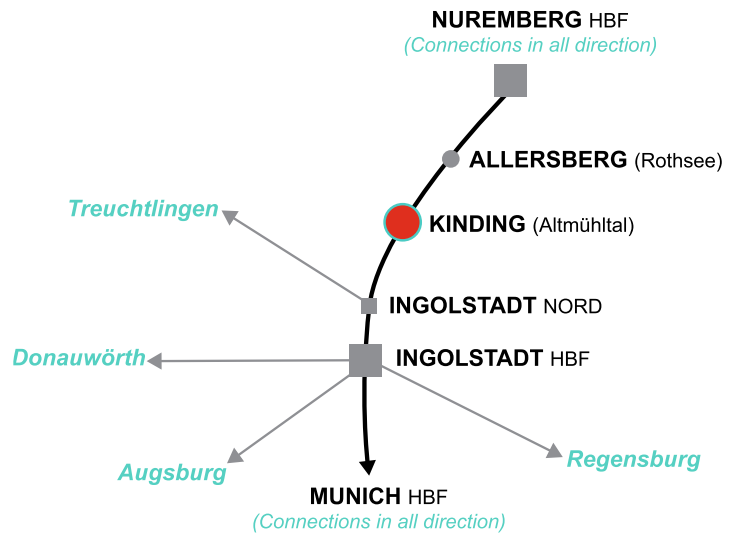 NUREMBERG HBF
(Connections in all direction)
ALLERSBERG (Rothsee)
Treuchtlingen
KINDING (Altmühltal)
INGOLSTADT NORD
Donauwörth
INGOLSTADT HBF
Augsburg
Regensburg
MUNICH HBF
(Connections in all direction)